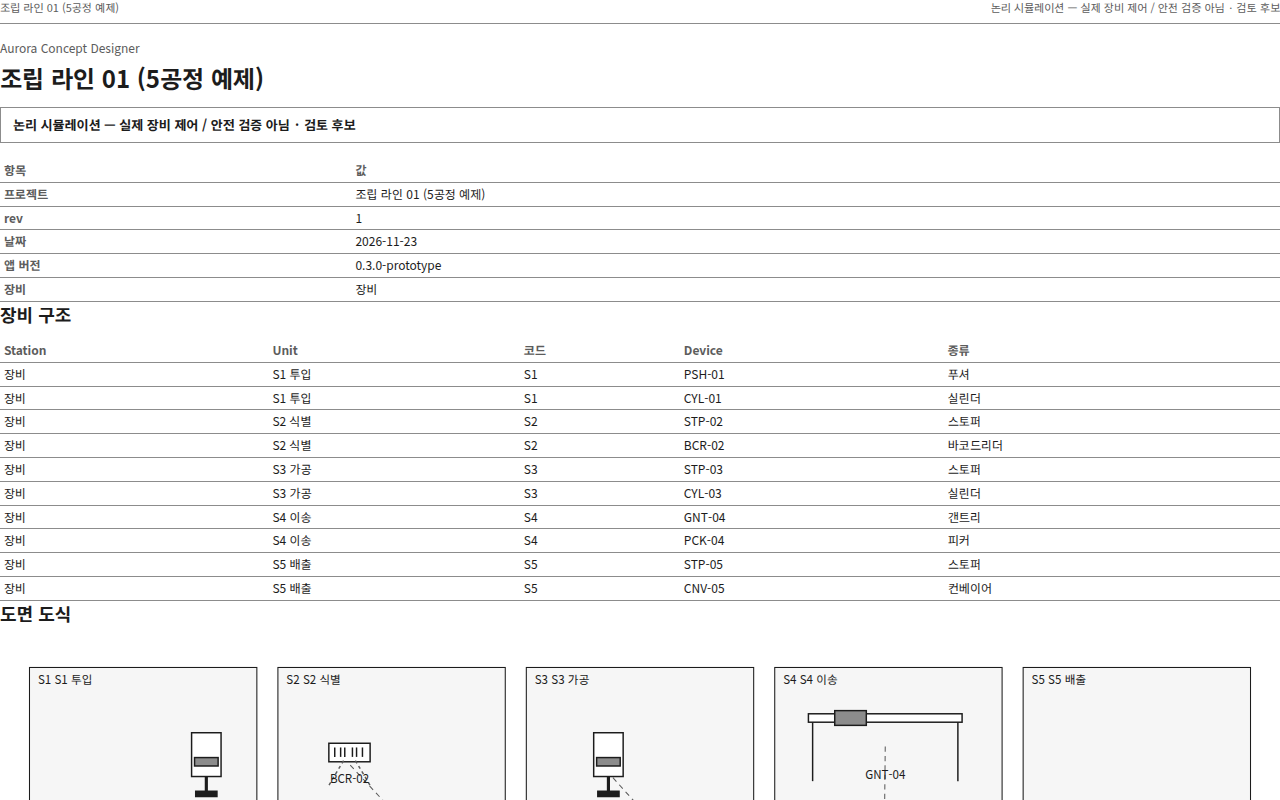 조립 라인 01 (5공정 예제) 논리 시뮬레이션 — 실제 장비 제어 / 안전 검증 아님 · 검토 후보
Aurora Concept Designer
조립 라인 01 (5공정 예제)
논리 시뮬레이션 — 실제 장비 제어 / 안전 검증 아님 · 검토 후보
항목 값
프로젝트 조립 라인 01 (5공정 예제)
rev 1
날짜 2026-11-23
앱 버전 0.3.0-prototype
장비 장비
장비 구조
Station Unit 코드 Device 종류
장비 S1 투입 S1 PSH-01 푸셔
장비 S1 투입 S1 CYL-01 실린더
장비 S2 식별 S2 STP-02 스토퍼
장비 S2 식별 S2 BCR-02 바코드리더
장비 S3 가공 S3 STP-03 스토퍼
장비 S3 가공 S3 CYL-03 실린더
장비 S4 이송 S4 GNT-04 갠트리
장비 S4 이송 S4 PCK-04 피커
장비 S5 배출 S5 STP-05 스토퍼
장비 S5 배출 S5 CNV-05 컨베이어
도면 도식
S1 S1 투입 S2 S2 식별 S3 S3 가공 S4 S4 이송 S5 S5 배출
BCR-02 GNT-04